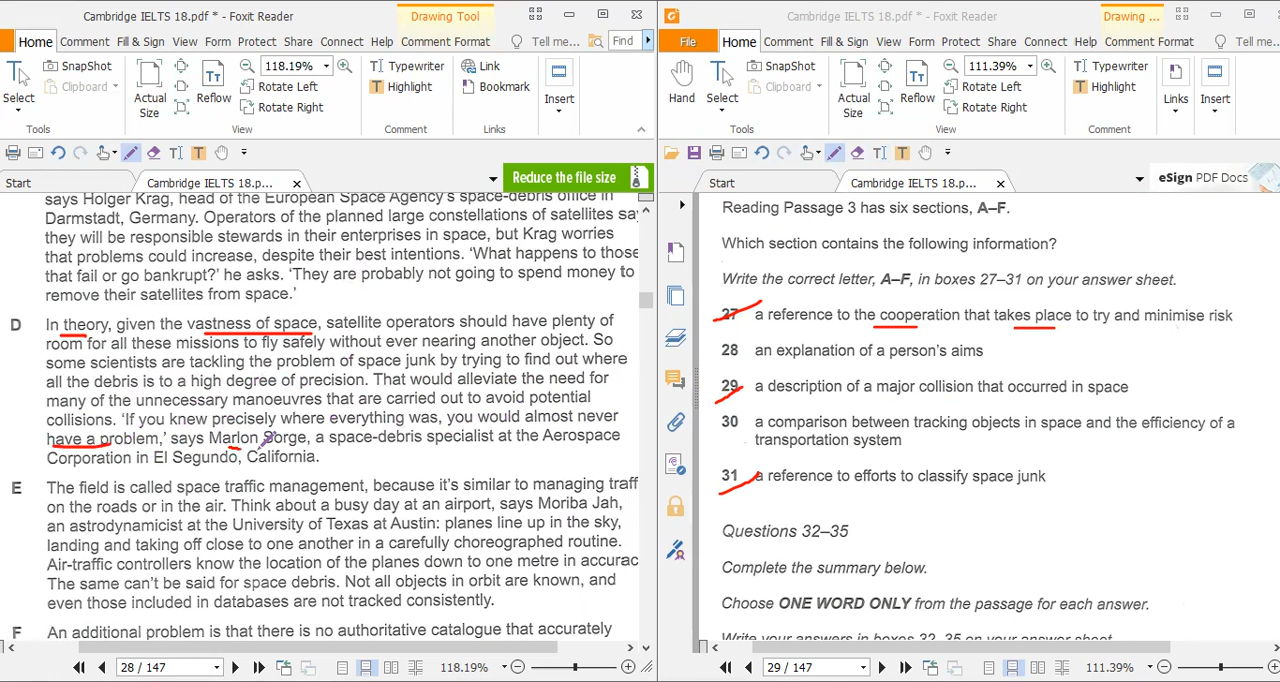 Cambridge IELTS 18.pdf * - Foxit Reader
Drawing Tool
Home Comment Fill & Sign View Form Protect Share Connect Help Comment Format Tell me... Find
SnapShot
Clipboard
Select
Actual Size
Reflow
118.19%
Rotate Left
Rotate Right
Typewriter
Highlight
Link
Bookmark
Insert
Tools View Comment Links
Start
Cambridge IELTS 18.p...
Reduce the file size
says Holger Krag, head of the European Space Agency's space-debris office in
Darmstadt, Germany. Operators of the planned large constellations of satellites say
they will be responsible stewards in their enterprises in space, but Krag worries
that problems could increase, despite their best intentions. 'What happens to those
that fail or go bankrupt?' he asks. 'They are probably not going to spend money to
remove their satellites from space.'
D In theory, given the vastness of space, satellite operators should have plenty of
room for all these missions to fly safely without ever nearing another object. So
some scientists are tackling the problem of space junk by trying to find out where
all the debris is to a high degree of precision. That would alleviate the need for
many of the unnecessary manoeuvres that are carried out to avoid potential
collisions. 'If you knew precisely where everything was, you would almost never
have a problem,' says Marlon Sorge, a space-debris specialist at the Aerospace
Corporation in El Segundo, California.
E The field is called space traffic management, because it's similar to managing traff
on the roads or in the air. Think about a busy day at an airport, says Moriba Jah,
an astrodynamicist at the University of Texas at Austin: planes line up in the sky,
landing and taking off close to one another in a carefully choreographed routine.
Air-traffic controllers know the location of the planes down to one metre in accurac
The same can't be said for space debris. Not all objects in orbit are known, and
even those included in databases are not tracked consistently.
F An additional problem is that there is no authoritative catalogue that accurately
28 / 147
118.19%
Cambridge IELTS 18.pdf * - Foxit Reader
Drawing ...
File Home Comment Fill & Sign View Form Protect Share Connect Help Comment Format Tell me...
Hand
Select
SnapShot
Clipboard
Actual Size
Reflow
111.39%
Rotate Left
Rotate Right
Typewriter
Highlight
Links
Insert
Tools View Comment
Start
Cambridge IELTS 18.p...
eSign PDF Docs
Reading Passage 3 has six sections, A–F.
Which section contains the following information?
Write the correct letter, A–F, in boxes 27–31 on your answer sheet.
27 a reference to the cooperation that takes place to try and minimise risk
28 an explanation of a person's aims
29 a description of a major collision that occurred in space
30 a comparison between tracking objects in space and the efficiency of a
transportation system
31 a reference to efforts to classify space junk
Questions 32–35
Complete the summary below.
Choose ONE WORD ONLY from the passage for each answer.
Write your answers in boxes 32–35 on your answer sheet.
29 / 147
111.39%